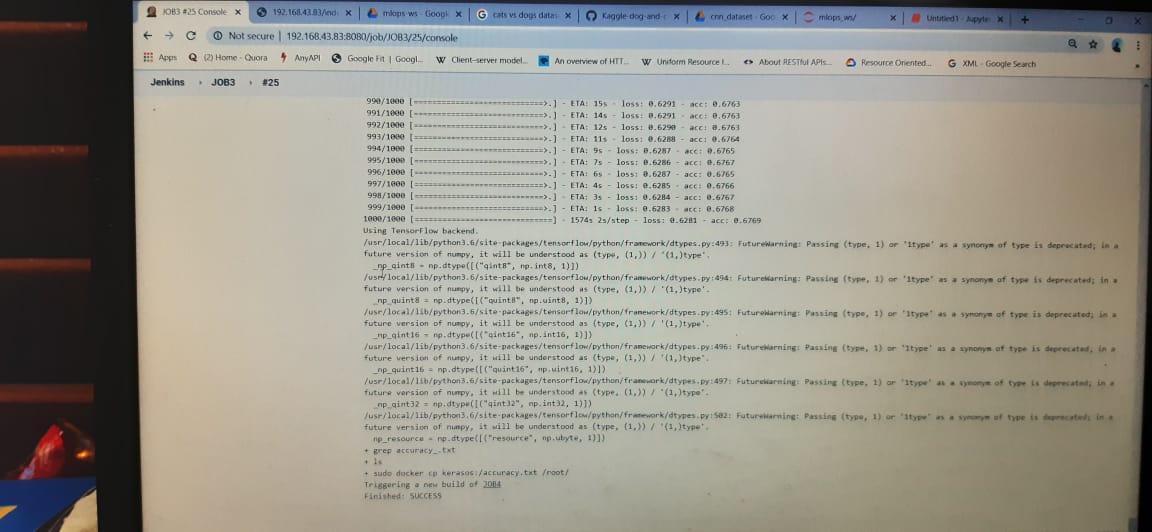 JOB3 #25 Console
192.168.43.83/ind
mlops-ws - Googl
cats vs dogs datas
Kaggle-dog-and-c
cnn_dataset - Goo
mlops_ws/
Untitled1 - Jupyte
Not secure | 192.168.43.83:8080/job/JOB3/25/console
Apps (2) Home - Quora AnyAPI Google Fit | Googl... Client-server model... An overview of HTT... Uniform Resource I... About RESTful APIs... Resource Oriented... XML - Google Search
Jenkins › JOB3 › #25
990/1000 [=============================>.] - ETA: 15s - loss: 0.6291 - acc: 0.6763
991/1000 [=============================>.] - ETA: 14s - loss: 0.6291 - acc: 0.6763
992/1000 [=============================>.] - ETA: 12s - loss: 0.6290 - acc: 0.6763
993/1000 [=============================>.] - ETA: 11s - loss: 0.6288 - acc: 0.6764
994/1000 [=============================>.] - ETA: 9s - loss: 0.6287 - acc: 0.6765
995/1000 [=============================>.] - ETA: 7s - loss: 0.6286 - acc: 0.6767
996/1000 [=============================>.] - ETA: 6s - loss: 0.6287 - acc: 0.6765
997/1000 [=============================>.] - ETA: 4s - loss: 0.6285 - acc: 0.6766
998/1000 [=============================>.] - ETA: 3s - loss: 0.6284 - acc: 0.6767
999/1000 [=============================>.] - ETA: 1s - loss: 0.6283 - acc: 0.6768
1000/1000 [==============================] - 1574s 2s/step - loss: 0.6281 - acc: 0.6769
Using TensorFlow backend.
/usr/local/lib/python3.6/site-packages/tensorflow/python/framework/dtypes.py:493: FutureWarning: Passing (type, 1) or '1type' as a synonym of type is deprecated; in a
future version of numpy, it will be understood as (type, (1,)) / '(1,)type'.
_np_qint8 = np.dtype([("qint8", np.int8, 1)])
/usr/local/lib/python3.6/site-packages/tensorflow/python/framework/dtypes.py:494: FutureWarning: Passing (type, 1) or '1type' as a synonym of type is deprecated; in a
future version of numpy, it will be understood as (type, (1,)) / '(1,)type'.
_np_quint8 = np.dtype([("quint8", np.uint8, 1)])
/usr/local/lib/python3.6/site-packages/tensorflow/python/framework/dtypes.py:495: FutureWarning: Passing (type, 1) or '1type' as a synonym of type is deprecated; in a
future version of numpy, it will be understood as (type, (1,)) / '(1,)type'.
_np_qint16 = np.dtype([("qint16", np.int16, 1)])
/usr/local/lib/python3.6/site-packages/tensorflow/python/framework/dtypes.py:496: FutureWarning: Passing (type, 1) or '1type' as a synonym of type is deprecated; in a
future version of numpy, it will be understood as (type, (1,)) / '(1,)type'.
_np_quint16 = np.dtype([("quint16", np.uint16, 1)])
/usr/local/lib/python3.6/site-packages/tensorflow/python/framework/dtypes.py:497: FutureWarning: Passing (type, 1) or '1type' as a synonym of type is deprecated; in a
future version of numpy, it will be understood as (type, (1,)) / '(1,)type'.
_np_qint32 = np.dtype([("qint32", np.int32, 1)])
/usr/local/lib/python3.6/site-packages/tensorflow/python/framework/dtypes.py:502: FutureWarning: Passing (type, 1) or '1type' as a synonym of type is deprecated; in a
future version of numpy, it will be understood as (type, (1,)) / '(1,)type'.
np_resource = np.dtype([("resource", np.ubyte, 1)])
+ grep accuracy_.txt
+ ls
+ sudo docker cp kerasos:/accuracy.txt /root/
Triggering a new build of JOB4
Finished: SUCCESS